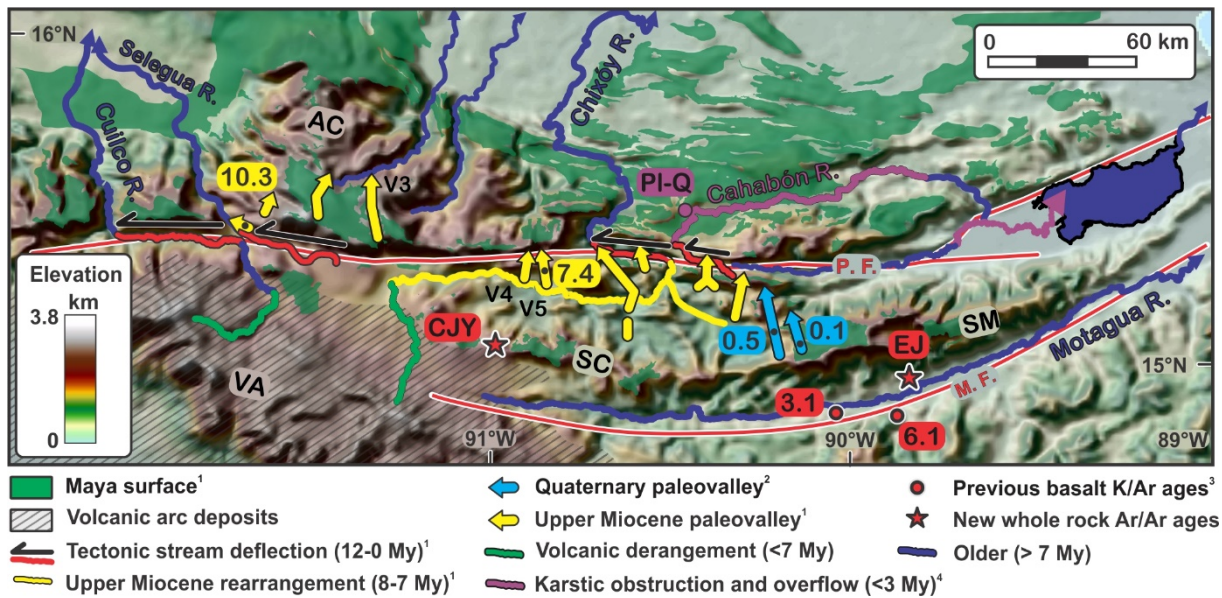 16°N
0 60 km
Selegua R.
Chixóy R.
Cuilco R.
AC
10.3
V3
PI-Q
Cahabón R.
Elevation
km
3.8
0
7.4
P. F.
V4
V5
CJY
SC
0.5
0.1
SM
EJ
Motagua R.
15°N
VA
3.1
M. F.
6.1
91°W
90°W
89°W
Maya surface¹
Quaternary paleovalley²
Previous basalt K/Ar ages³
Volcanic arc deposits
Upper Miocene paleovalley¹
New whole rock Ar/Ar ages
Tectonic stream deflection (12-0 My)¹
Volcanic derangement (<7 My)
Older (> 7 My)
Upper Miocene rearrangement (8-7 My)¹
Karstic obstruction and overflow (<3 My)⁴